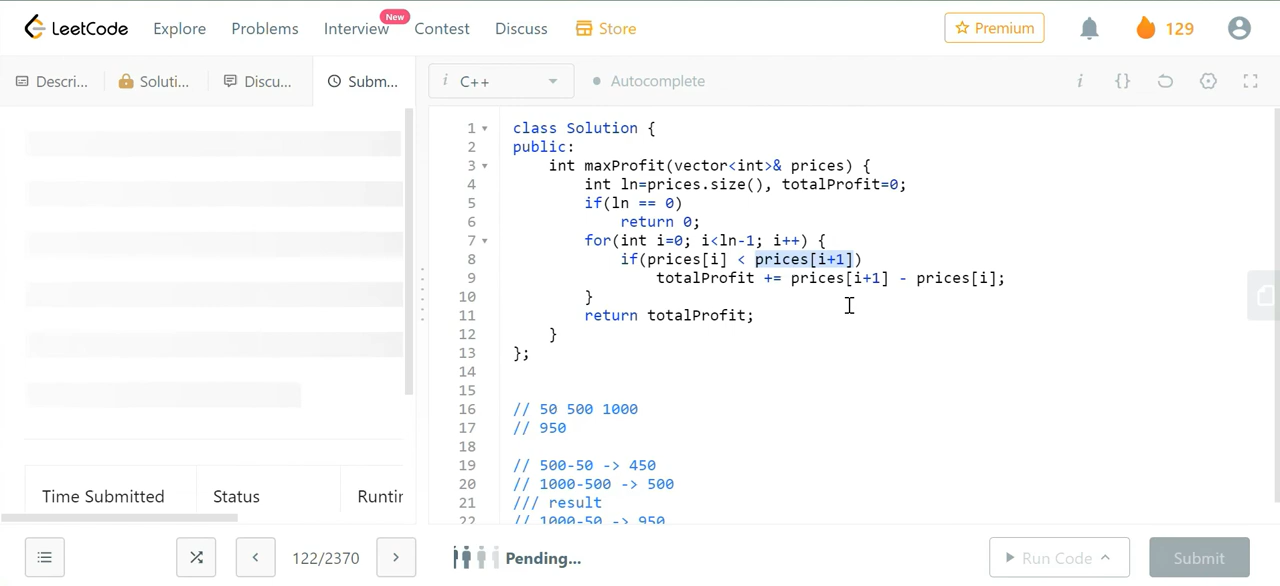 LeetCode Explore Problems Interview New Contest Discuss Store Premium 129
Descri... Soluti... Discu... Subm... i C++ Autocomplete i {}
1 class Solution {
2 public:
3 int maxProfit(vector<int>& prices) {
4 int ln=prices.size(), totalProfit=0;
5 if(ln == 0)
6 return 0;
7 for(int i=0; i<ln-1; i++) {
8 if(prices[i] < prices[i+1])
9 totalProfit += prices[i+1] - prices[i];
10 }
11 return totalProfit;
12 }
13 };
14
15
16 // 50 500 1000
17 // 950
18
19 // 500-50 -> 450
20 // 1000-500 -> 500
21 /// result
22 // 1000-50 -> 950
Time Submitted Status Runtin
122/2370 Pending... Run Code Submit